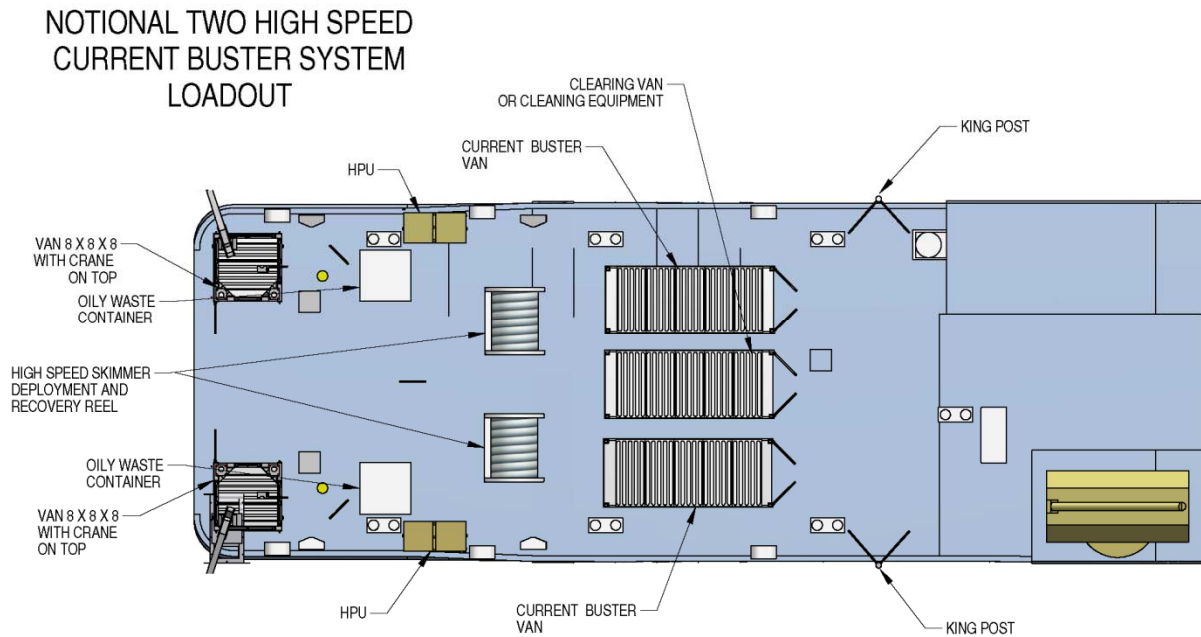 NOTIONAL TWO HIGH SPEED
CURRENT BUSTER SYSTEM
LOADOUT
CLEARING VAN
OR CLEANING EQUIPMENT
KING POST
CURRENT BUSTER
VAN
HPU
VAN 8 X 8 X 8
WITH CRANE
ON TOP
OILY WASTE
CONTAINER
HIGH SPEED SKIMMER
DEPLOYMENT AND
RECOVERY REEL
OILY WASTE
CONTAINER
VAN 8 X 8 X 8
WITH CRANE
ON TOP
HPU
CURRENT BUSTER
VAN
KING POST